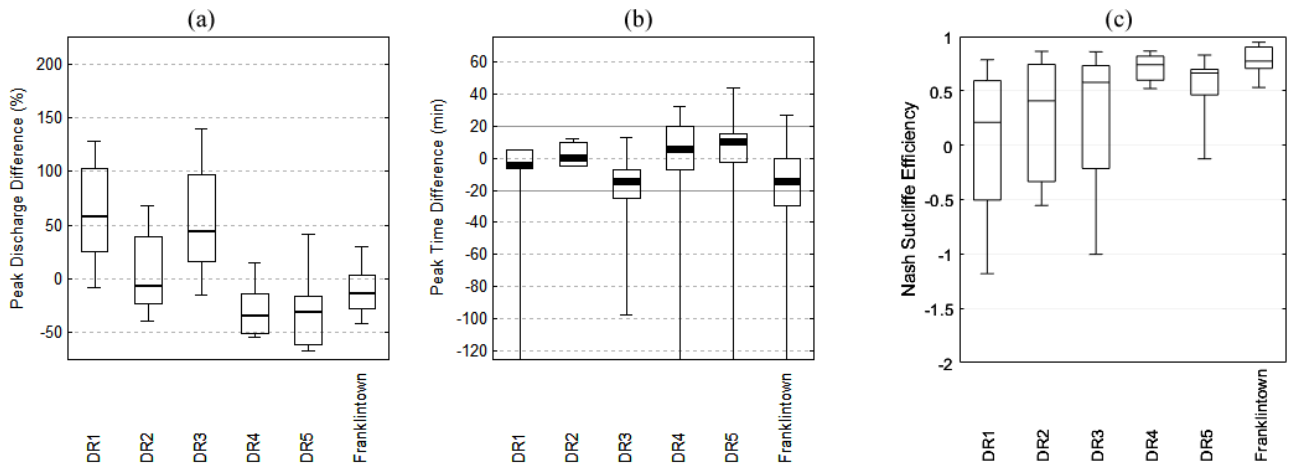 (a)
Peak Discharge Difference (%)
200
150
100
50
0
-50
DR1
DR2
DR3
DR4
DR5
Franklintown
(b)
Peak Time Difference (min)
60
40
20
0
-20
-40
-60
-80
-100
-120
DR1
DR2
DR3
DR4
DR5
Franklintown
(c)
Nash Sutcliffe Efficiency
1
0.5
0
-0.5
-1
-1.5
-2
DR1
DR2
DR3
DR4
DR5
Franklintown